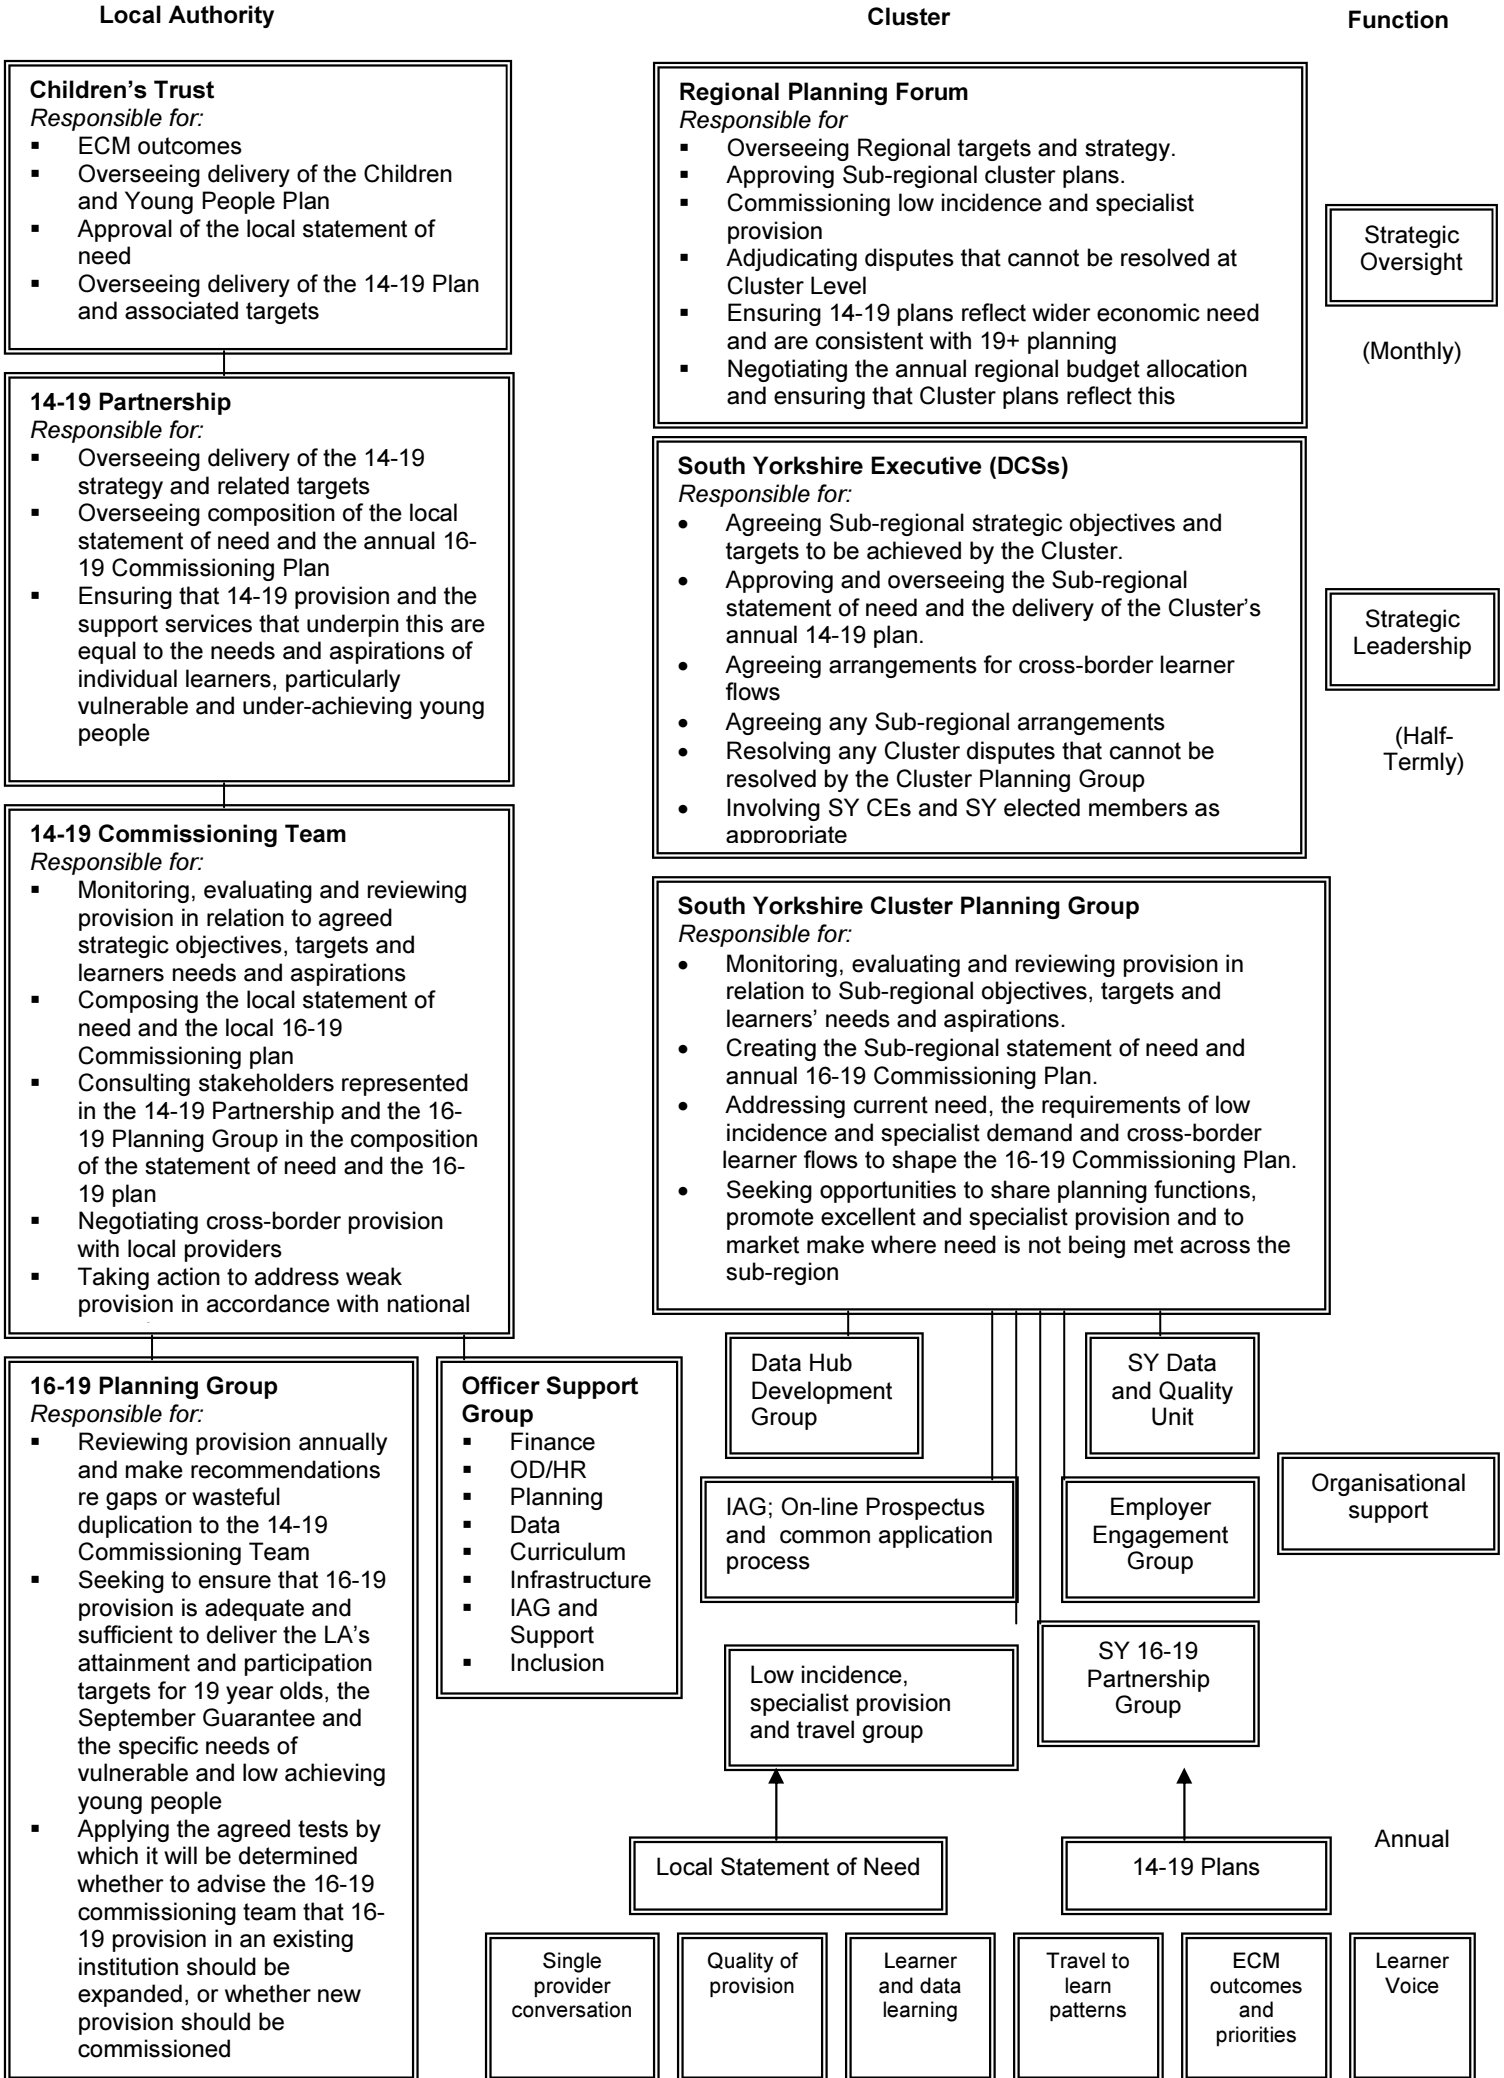 Local Authority
Cluster
Function
Children's Trust
Responsible for:
▪ ECM outcomes
▪ Overseeing delivery of the Children
and Young People Plan
▪ Approval of the local statement of
need
▪ Overseeing delivery of the 14-19 Plan
and associated targets
14-19 Partnership
Responsible for:
▪ Overseeing delivery of the 14-19
strategy and related targets
▪ Overseeing composition of the local
statement of need and the annual 16-
19 Commissioning Plan
▪ Ensuring that 14-19 provision and the
support services that underpin this are
equal to the needs and aspirations of
individual learners, particularly
vulnerable and under-achieving young
people
14-19 Commissioning Team
Responsible for:
▪ Monitoring, evaluating and reviewing
provision in relation to agreed
strategic objectives, targets and
learners needs and aspirations
▪ Composing the local statement of
need and the local 16-19
Commissioning plan
▪ Consulting stakeholders represented
in the 14-19 Partnership and the 16-
19 Planning Group in the composition
of the statement of need and the 16-
19 plan
▪ Negotiating cross-border provision
with local providers
▪ Taking action to address weak
provision in accordance with national
16-19 Planning Group
Responsible for:
▪ Reviewing provision annually
and make recommendations
re gaps or wasteful
duplication to the 14-19
Commissioning Team
▪ Seeking to ensure that 16-19
provision is adequate and
sufficient to deliver the LA's
attainment and participation
targets for 19 year olds, the
September Guarantee and
the specific needs of
vulnerable and low achieving
young people
▪ Applying the agreed tests by
which it will be determined
whether to advise the 16-19
commissioning team that 16-
19 provision in an existing
institution should be
expanded, or whether new
provision should be
commissioned
Officer Support
Group
▪ Finance
▪ OD/HR
▪ Planning
▪ Data
▪ Curriculum
▪ Infrastructure
▪ IAG and
Support
▪ Inclusion
Regional Planning Forum
Responsible for
▪ Overseeing Regional targets and strategy.
▪ Approving Sub-regional cluster plans.
▪ Commissioning low incidence and specialist
provision
▪ Adjudicating disputes that cannot be resolved at
Cluster Level
▪ Ensuring 14-19 plans reflect wider economic need
and are consistent with 19+ planning
▪ Negotiating the annual regional budget allocation
and ensuring that Cluster plans reflect this
South Yorkshire Executive (DCSs)
Responsible for:
• Agreeing Sub-regional strategic objectives and
targets to be achieved by the Cluster.
• Approving and overseeing the Sub-regional
statement of need and the delivery of the Cluster's
annual 14-19 plan.
• Agreeing arrangements for cross-border learner
flows
• Agreeing any Sub-regional arrangements
• Resolving any Cluster disputes that cannot be
resolved by the Cluster Planning Group
• Involving SY CEs and SY elected members as
appropriate
South Yorkshire Cluster Planning Group
Responsible for:
• Monitoring, evaluating and reviewing provision in
relation to Sub-regional objectives, targets and
learners' needs and aspirations.
• Creating the Sub-regional statement of need and
annual 16-19 Commissioning Plan.
• Addressing current need, the requirements of low
incidence and specialist demand and cross-border
learner flows to shape the 16-19 Commissioning Plan.
• Seeking opportunities to share planning functions,
promote excellent and specialist provision and to
market make where need is not being met across the
sub-region
Data Hub
Development
Group
SY Data
and Quality
Unit
IAG; On-line Prospectus
and common application
process
Employer
Engagement
Group
Low incidence,
specialist provision
and travel group
SY 16-19
Partnership
Group
Local Statement of Need
14-19 Plans
Single
provider
conversation
Quality of
provision
Learner
and data
learning
Travel to
learn
patterns
ECM
outcomes
and
priorities
Learner
Voice
Strategic
Oversight
(Monthly)
Strategic
Leadership
(Half-
Termly)
Organisational
support
Annual